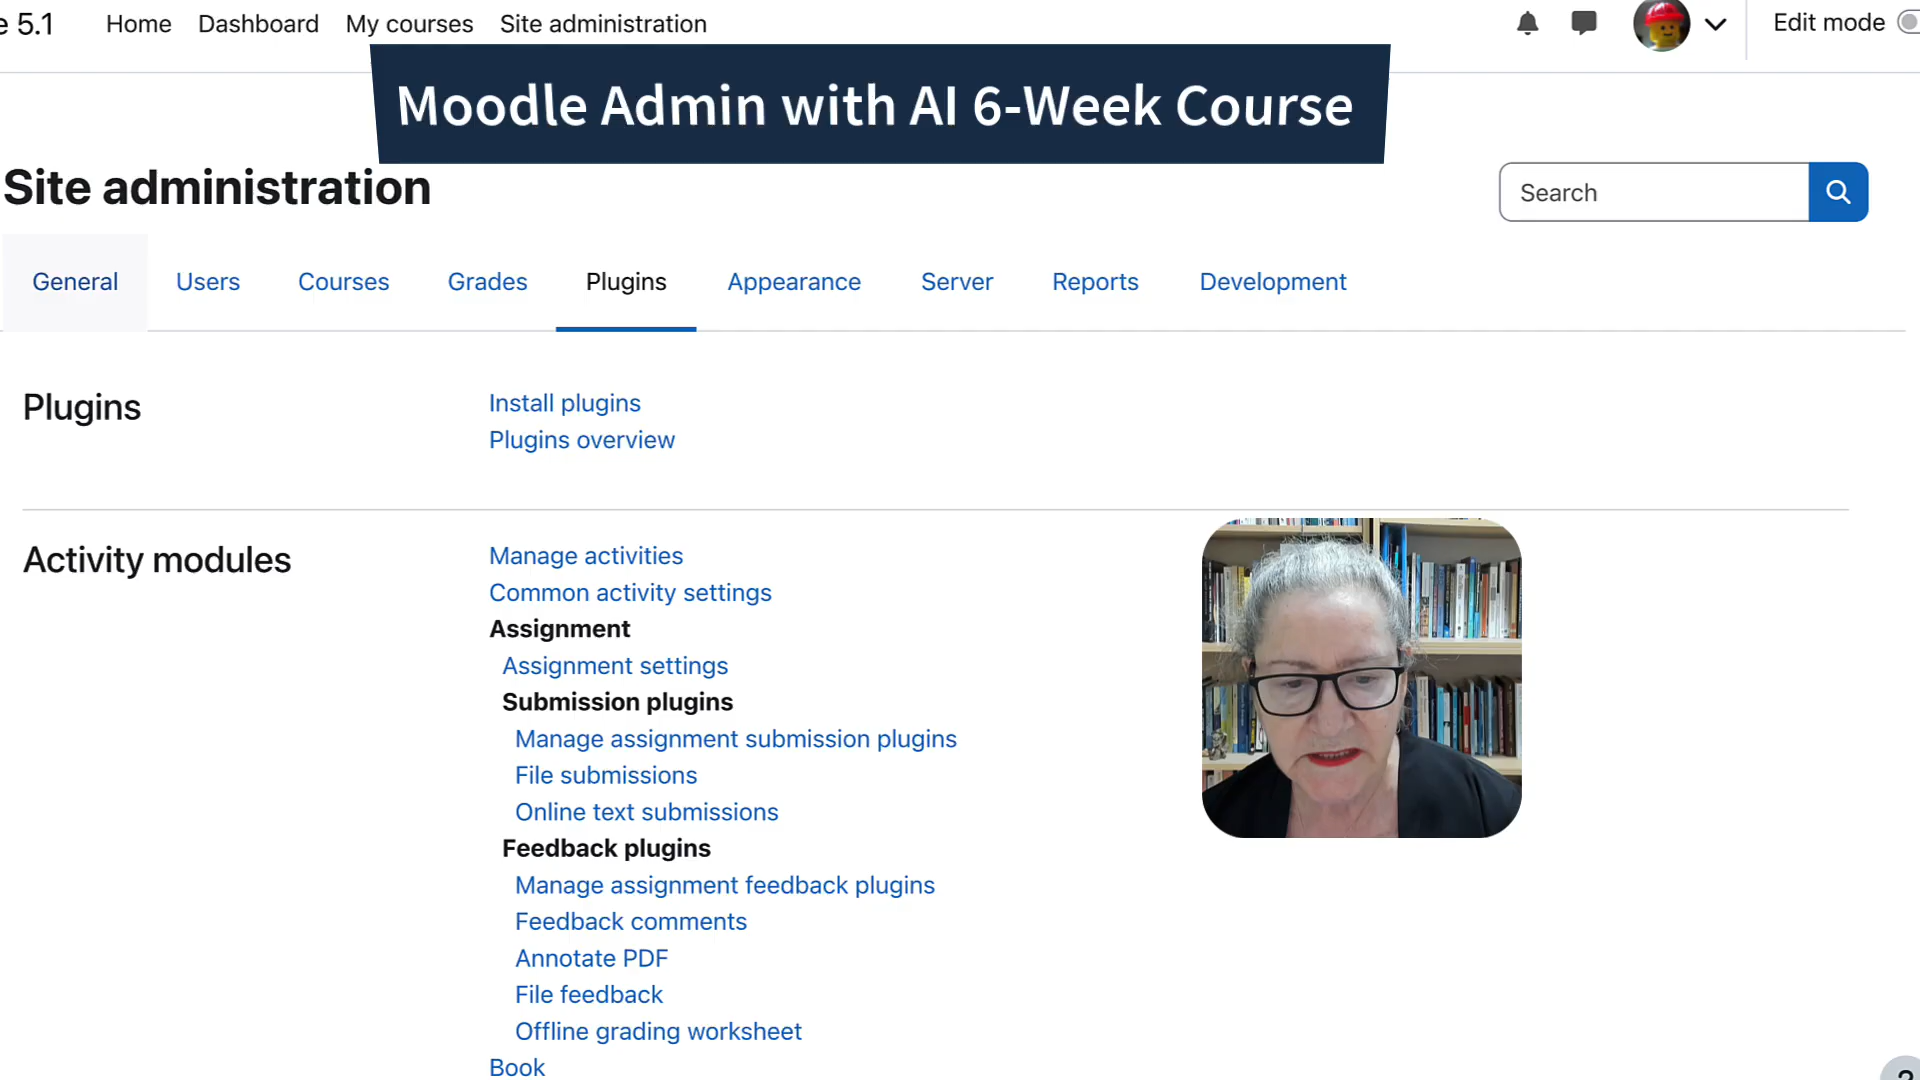 e 5.1 Home Dashboard My courses Site administration Edit mode
Moodle Admin with AI 6-Week Course
Site administration
Search
General Users Courses Grades Plugins Appearance Server Reports Development
Plugins
Install plugins
Plugins overview
Activity modules
Manage activities
Common activity settings
Assignment
Assignment settings
Submission plugins
Manage assignment submission plugins
File submissions
Online text submissions
Feedback plugins
Manage assignment feedback plugins
Feedback comments
Annotate PDF
File feedback
Offline grading worksheet
Book